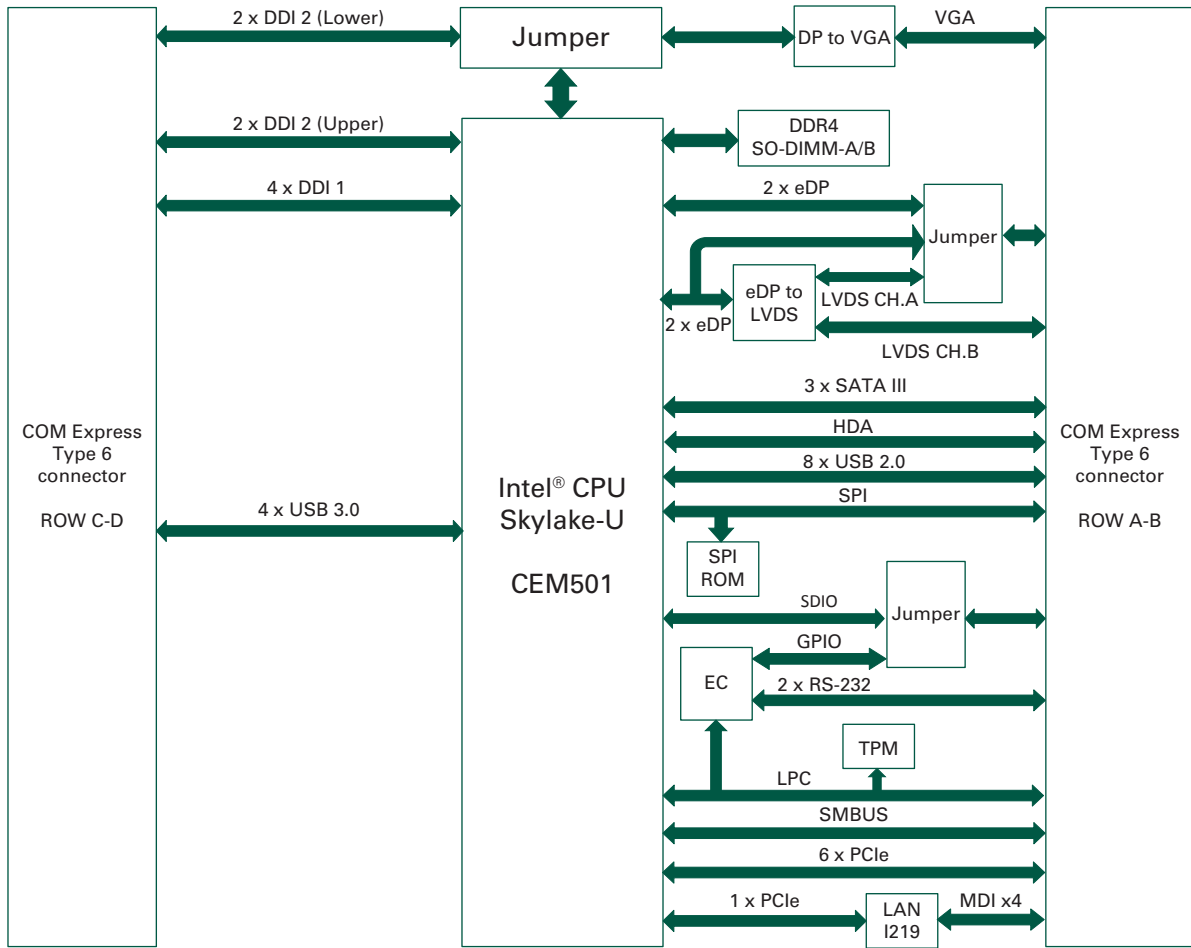 2 x DDI 2 (Lower)
Jumper
DP to VGA
VGA
2 x DDI 2 (Upper)
DDR4
SO-DIMM-A/B
4 x DDI 1
2 x eDP
Jumper
eDP to
LVDS
LVDS CH.A
2 x eDP
LVDS CH.B
3 x SATA III
HDA
8 x USB 2.0
SPI
SPI
ROM
COM Express
Type 6
connector
ROW C-D
4 x USB 3.0
Intel® CPU
Skylake-U
CEM501
COM Express
Type 6
connector
ROW A-B
SDIO
Jumper
GPIO
EC
2 x RS-232
TPM
LPC
SMBUS
6 x PCIe
1 x PCIe
LAN
I219
MDI x4